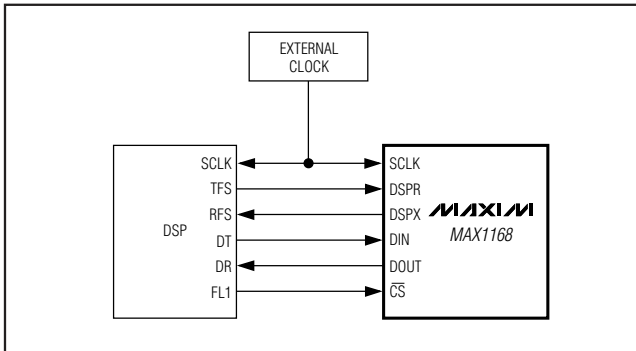 EXTERNAL
CLOCK
SCLK
TFS
RFS
DSP
DT
DR
FL1
SCLK
DSPR
DSPX
MAXIM
MAX1168
DIN
DOUT
CS